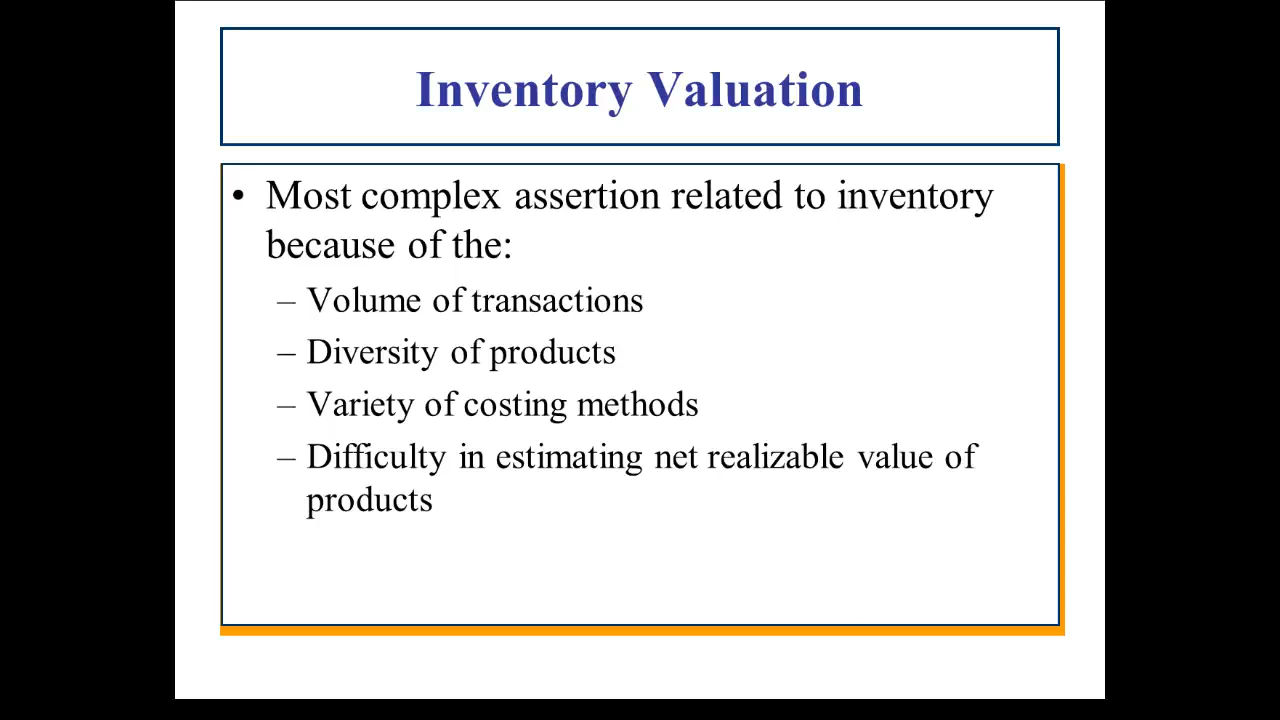 Inventory Valuation
• Most complex assertion related to inventory
because of the:
– Volume of transactions
– Diversity of products
– Variety of costing methods
– Difficulty in estimating net realizable value of
products